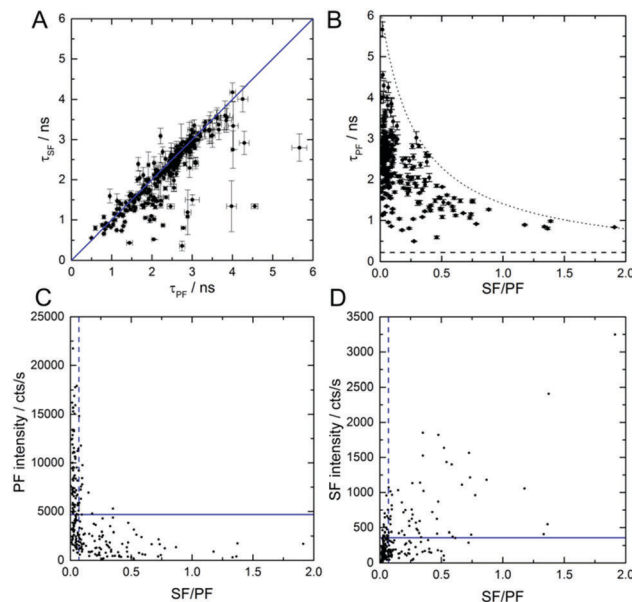 A
B
6
5
4
3
2
1
0
τSF / ns
0 1 2 3 4 5 6
τPF / ns
6
5
4
3
2
1
0
τPF / ns
0.0 0.5 1.0 1.5 2.0
SF/PF
C
D
25000
20000
15000
10000
5000
0
PF intensity / cts/s
0.0 0.5 1.0 1.5 2.0
SF/PF
3500
3000
2500
2000
1500
1000
500
0
SF intensity / cts/s
0.0 0.5 1.0 1.5 2.0
SF/PF